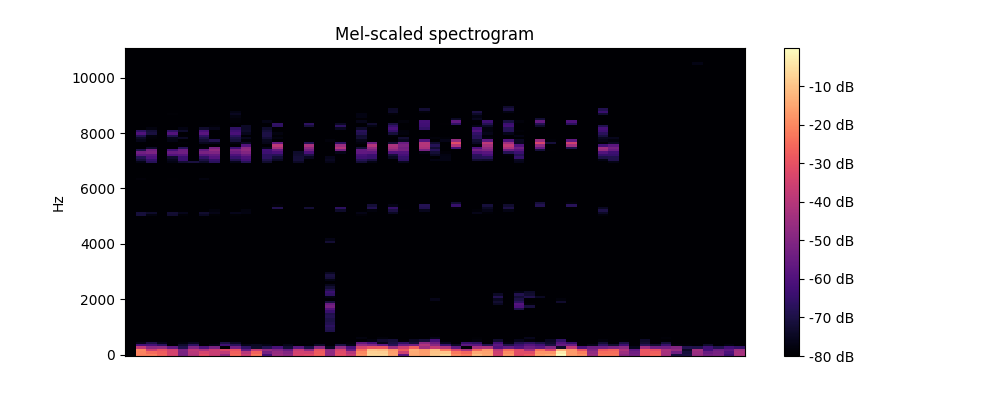 Mel-scaled spectrogram
Hz
10000
8000
6000
4000
2000
0
-10 dB
-20 dB
-30 dB
-40 dB
-50 dB
-60 dB
-70 dB
-80 dB